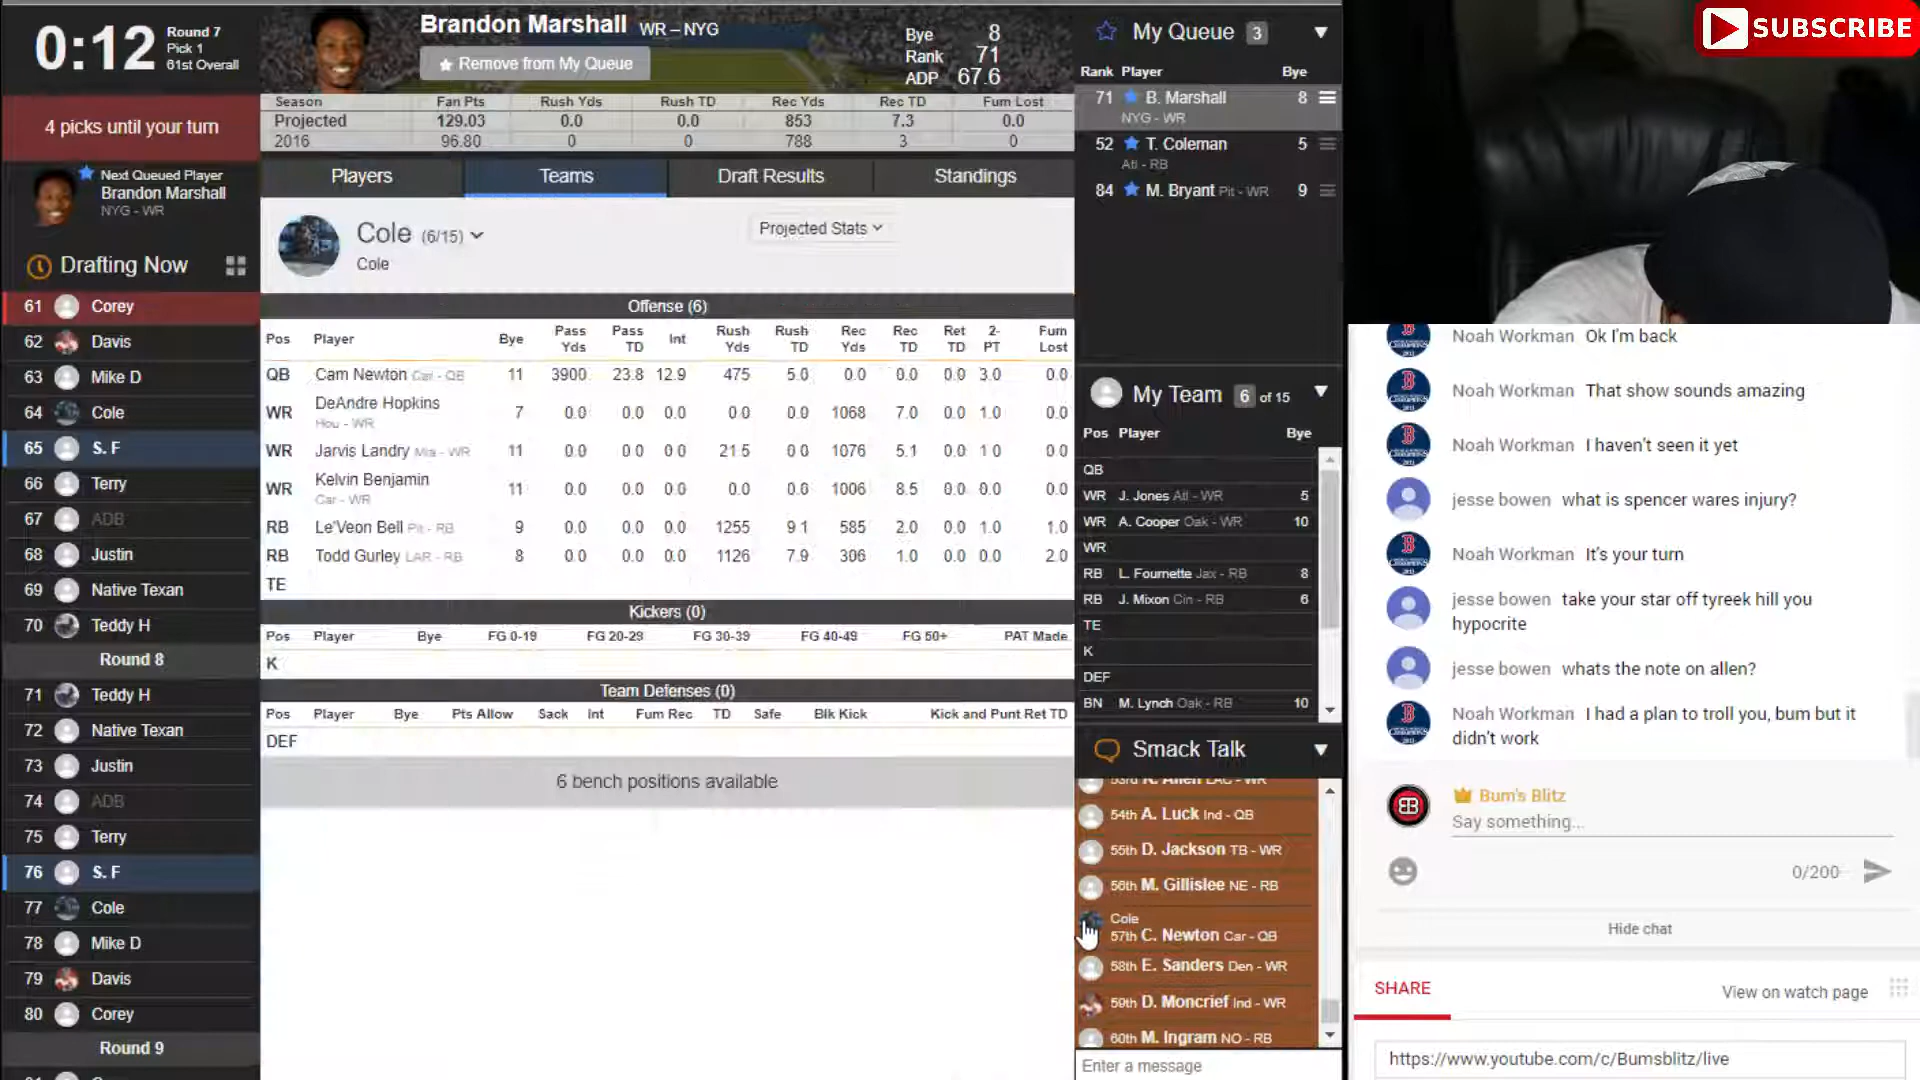 0:12
Round 7
Pick 1
61st Overall
4 picks until your turn
Next Queued Player
Brandon Marshall
NYG - WR
Drafting Now
61 Corey
62 Davis
63 Mike D
64 Cole
65 S. F
66 Terry
67 ADB
68 Justin
69 Native Texan
70 Teddy H
Round 8
71 Teddy H
72 Native Texan
73 Justin
74 ADB
75 Terry
76 S. F
77 Cole
78 Mike D
79 Davis
80 Corey
Round 9
Brandon Marshall WR – NYG
Remove from My Queue
Bye 8
Rank 71
ADP 67.6
Season Fan Pts Rush Yds Rush TD Rec Yds Rec TD Fum Lost
Projected 129.03 0.0 0.0 853 7.3 0.0
2016 96.80 0 0 788 3 0
Players Teams Draft Results Standings
Cole (6/15)
Cole
Projected Stats
Offense (6)
Pos Player Bye Pass Yds Pass TD Int Rush Yds Rush TD Rec Yds Rec TD Ret TD 2-PT Fum Lost
QB Cam Newton Car - QB 11 3900 23.8 12.9 475 5.0 0.0 0.0 0.0 3.0 0.0
WR DeAndre Hopkins Hou - WR 7 0.0 0.0 0.0 0.0 0.0 1068 7.0 0.0 1.0 0.0
WR Jarvis Landry Mia - WR 11 0.0 0.0 0.0 21.5 0.0 1076 5.1 0.0 1.0 0.0
WR Kelvin Benjamin Car - WR 11 0.0 0.0 0.0 0.0 0.0 1006 8.5 0.0 0.0 0.0
RB Le'Veon Bell Pit - RB 9 0.0 0.0 0.0 1255 9.1 585 2.0 0.0 1.0 1.0
RB Todd Gurley LAR - RB 8 0.0 0.0 0.0 1126 7.9 306 1.0 0.0 0.0 2.0
TE
Kickers (0)
Pos Player Bye FG 0-19 FG 20-29 FG 30-39 FG 40-49 FG 50+ PAT Made
K
Team Defenses (0)
Pos Player Bye Pts Allow Sack Int Fum Rec TD Safe Blk Kick Kick and Punt Ret TD
DEF
6 bench positions available
My Queue 3
Rank Player Bye
71 B. Marshall 8
NYG - WR
52 T. Coleman 5
Atl - RB
84 M. Bryant Pit - WR 9
My Team 6 of 15
Pos Player Bye
QB
WR J. Jones Atl - WR 5
WR A. Cooper Oak - WR 10
WR
RB L. Fournette Jax - RB 8
RB J. Mixon Cin - RB 6
TE
K
DEF
BN M. Lynch Oak - RB 10
Smack Talk
53rd K. Allen LAC - WR
54th A. Luck Ind - QB
55th D. Jackson TB - WR
56th M. Gillislee NE - RB
Cole
57th C. Newton Car - QB
58th E. Sanders Den - WR
59th D. Moncrief Ind - WR
60th M. Ingram NO - RB
Enter a message
SUBSCRIBE
Noah Workman Ok I'm back
Noah Workman That show sounds amazing
Noah Workman I haven't seen it yet
jesse bowen what is spencer wares injury?
Noah Workman It's your turn
jesse bowen take your star off tyreek hill you
hypocrite
jesse bowen whats the note on allen?
Noah Workman I had a plan to troll you, bum but it
didn't work
Bum's Blitz
Say something...
0/200
Hide chat
SHARE
View on watch page
https://www.youtube.com/c/Bumsblitz/live